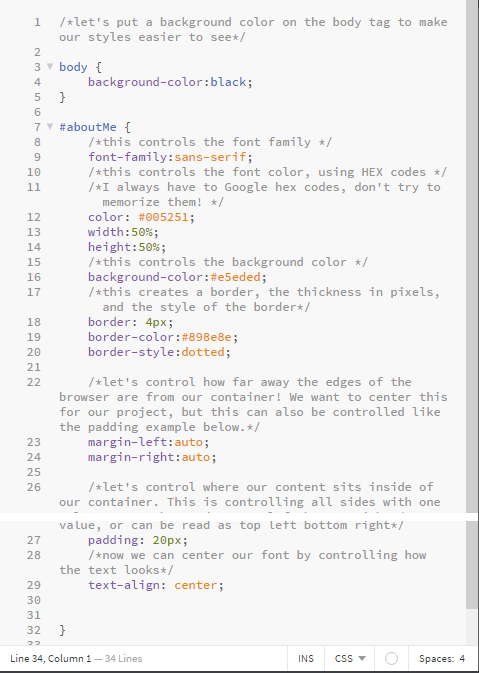 1 /*let's put a background color on the body tag to make
our styles easier to see*/
2
3 body {
4 background-color:black;
5 }
6
7 #aboutMe {
8 /*this controls the font family */
9 font-family:sans-serif;
10 /*this controls the font color, using HEX codes */
11 /*I always have to Google hex codes, don't try to
memorize them! */
12 color: #005251;
13 width:50%;
14 height:50%;
15 /*this controls the background color */
16 background-color:#e5eded;
17 /*this creates a border, the thickness in pixels,
and the style of the border*/
18 border: 4px;
19 border-color:#898e8e;
20 border-style:dotted;
21
22 /*let's control how far away the edges of the
browser are from our container! We want to center this
for our project, but this can also be controlled like
the padding example below.*/
23 margin-left:auto;
24 margin-right:auto;
25
26 /*let's control where our content sits inside of
our container. This is controlling all sides with one
value, or can be read as top left bottom right*/
27 padding: 20px;
28 /*now we can center our font by controlling how
the text looks*/
29 text-align: center;
30
31
32 }
33
Line 34, Column 1 — 34 Lines INS CSS Spaces: 4